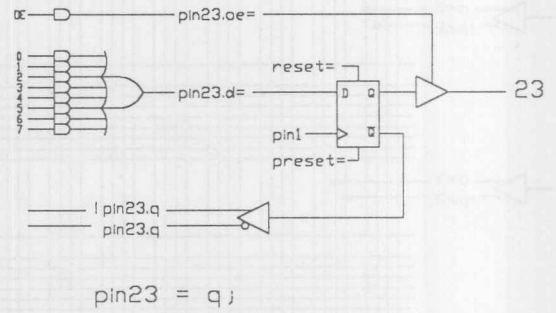 OE pin23.oe=
23
0
1
2
3
4
5
6
7
pin23.d=
reset=
D Q
pin1 Q̅
preset=
!pin23.q
pin23.q
pin23 = q;